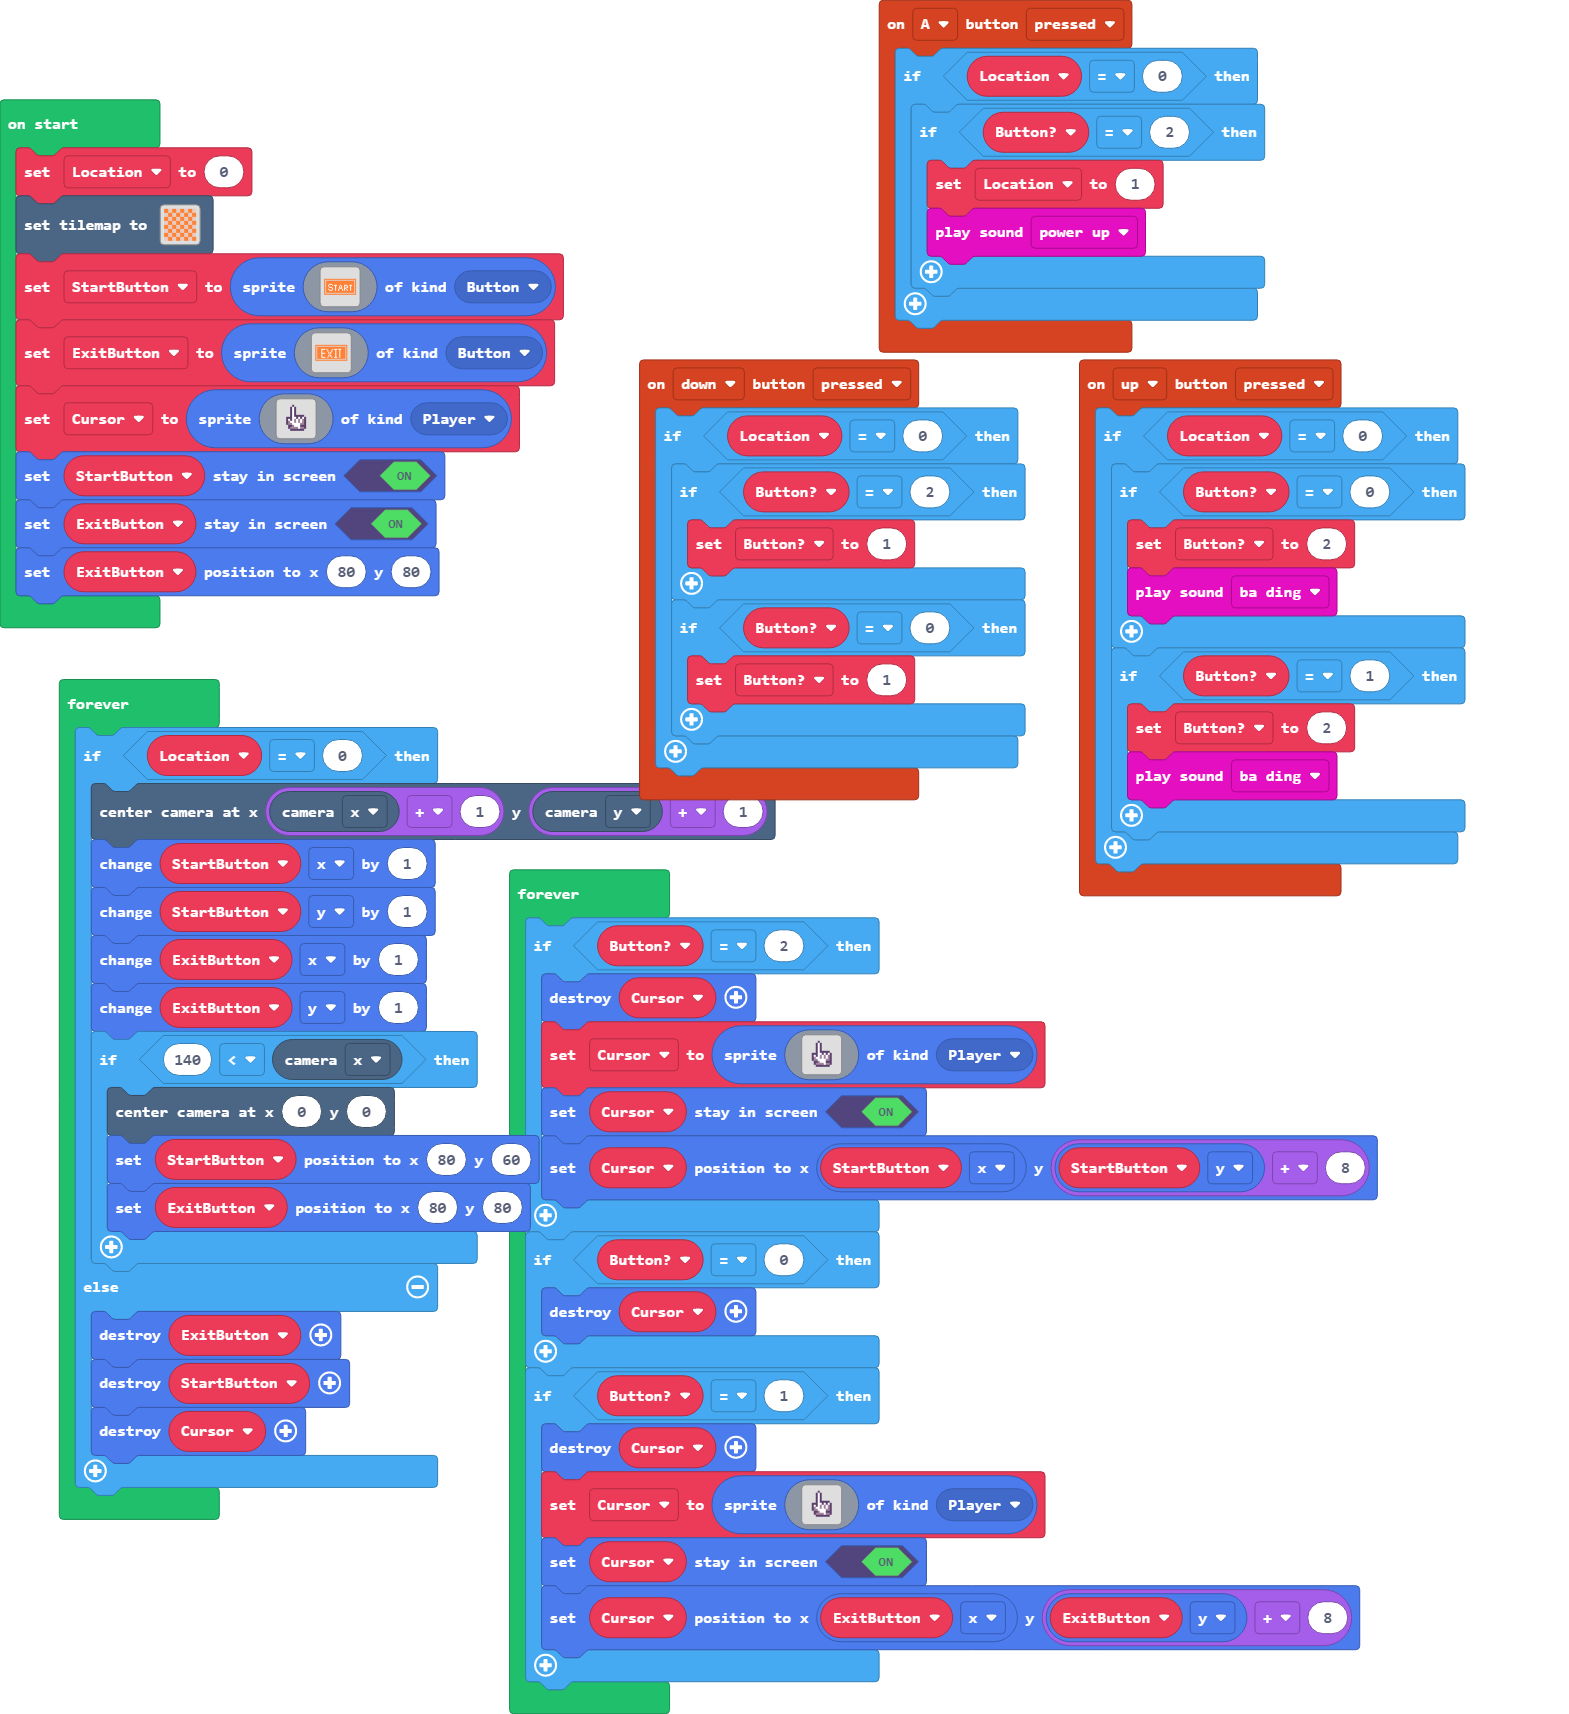 on start
set Location to 0
set tilemap to
set StartButton to sprite START of kind Button
set ExitButton to sprite EXIT of kind Button
set Cursor to sprite of kind Player
set StartButton stay in screen ON
set ExitButton stay in screen ON
set ExitButton position to x 80 y 80
on A button pressed
if Location = 0 then
if Button? = 2 then
set Location to 1
play sound power up
on down button pressed
if Location = 0 then
if Button? = 2 then
set Button? to 1
if Button? = 0 then
set Button? to 1
on up button pressed
if Location = 0 then
if Button? = 0 then
set Button? to 2
play sound ba ding
if Button? = 1 then
set Button? to 2
play sound ba ding
forever
if Location = 0 then
center camera at x camera x + 1 y camera y + 1
change StartButton x by 1
change StartButton y by 1
change ExitButton x by 1
change ExitButton y by 1
if 140 < camera x then
center camera at x 0 y 0
set StartButton position to x 80 y 60
set ExitButton position to x 80 y 80
else
destroy ExitButton
destroy StartButton
destroy Cursor
forever
if Button? = 2 then
destroy Cursor
set Cursor to sprite of kind Player
set Cursor stay in screen ON
set Cursor position to x StartButton x y StartButton y + 8
if Button? = 0 then
destroy Cursor
if Button? = 1 then
destroy Cursor
set Cursor to sprite of kind Player
set Cursor stay in screen ON
set Cursor position to x ExitButton x y ExitButton y + 8